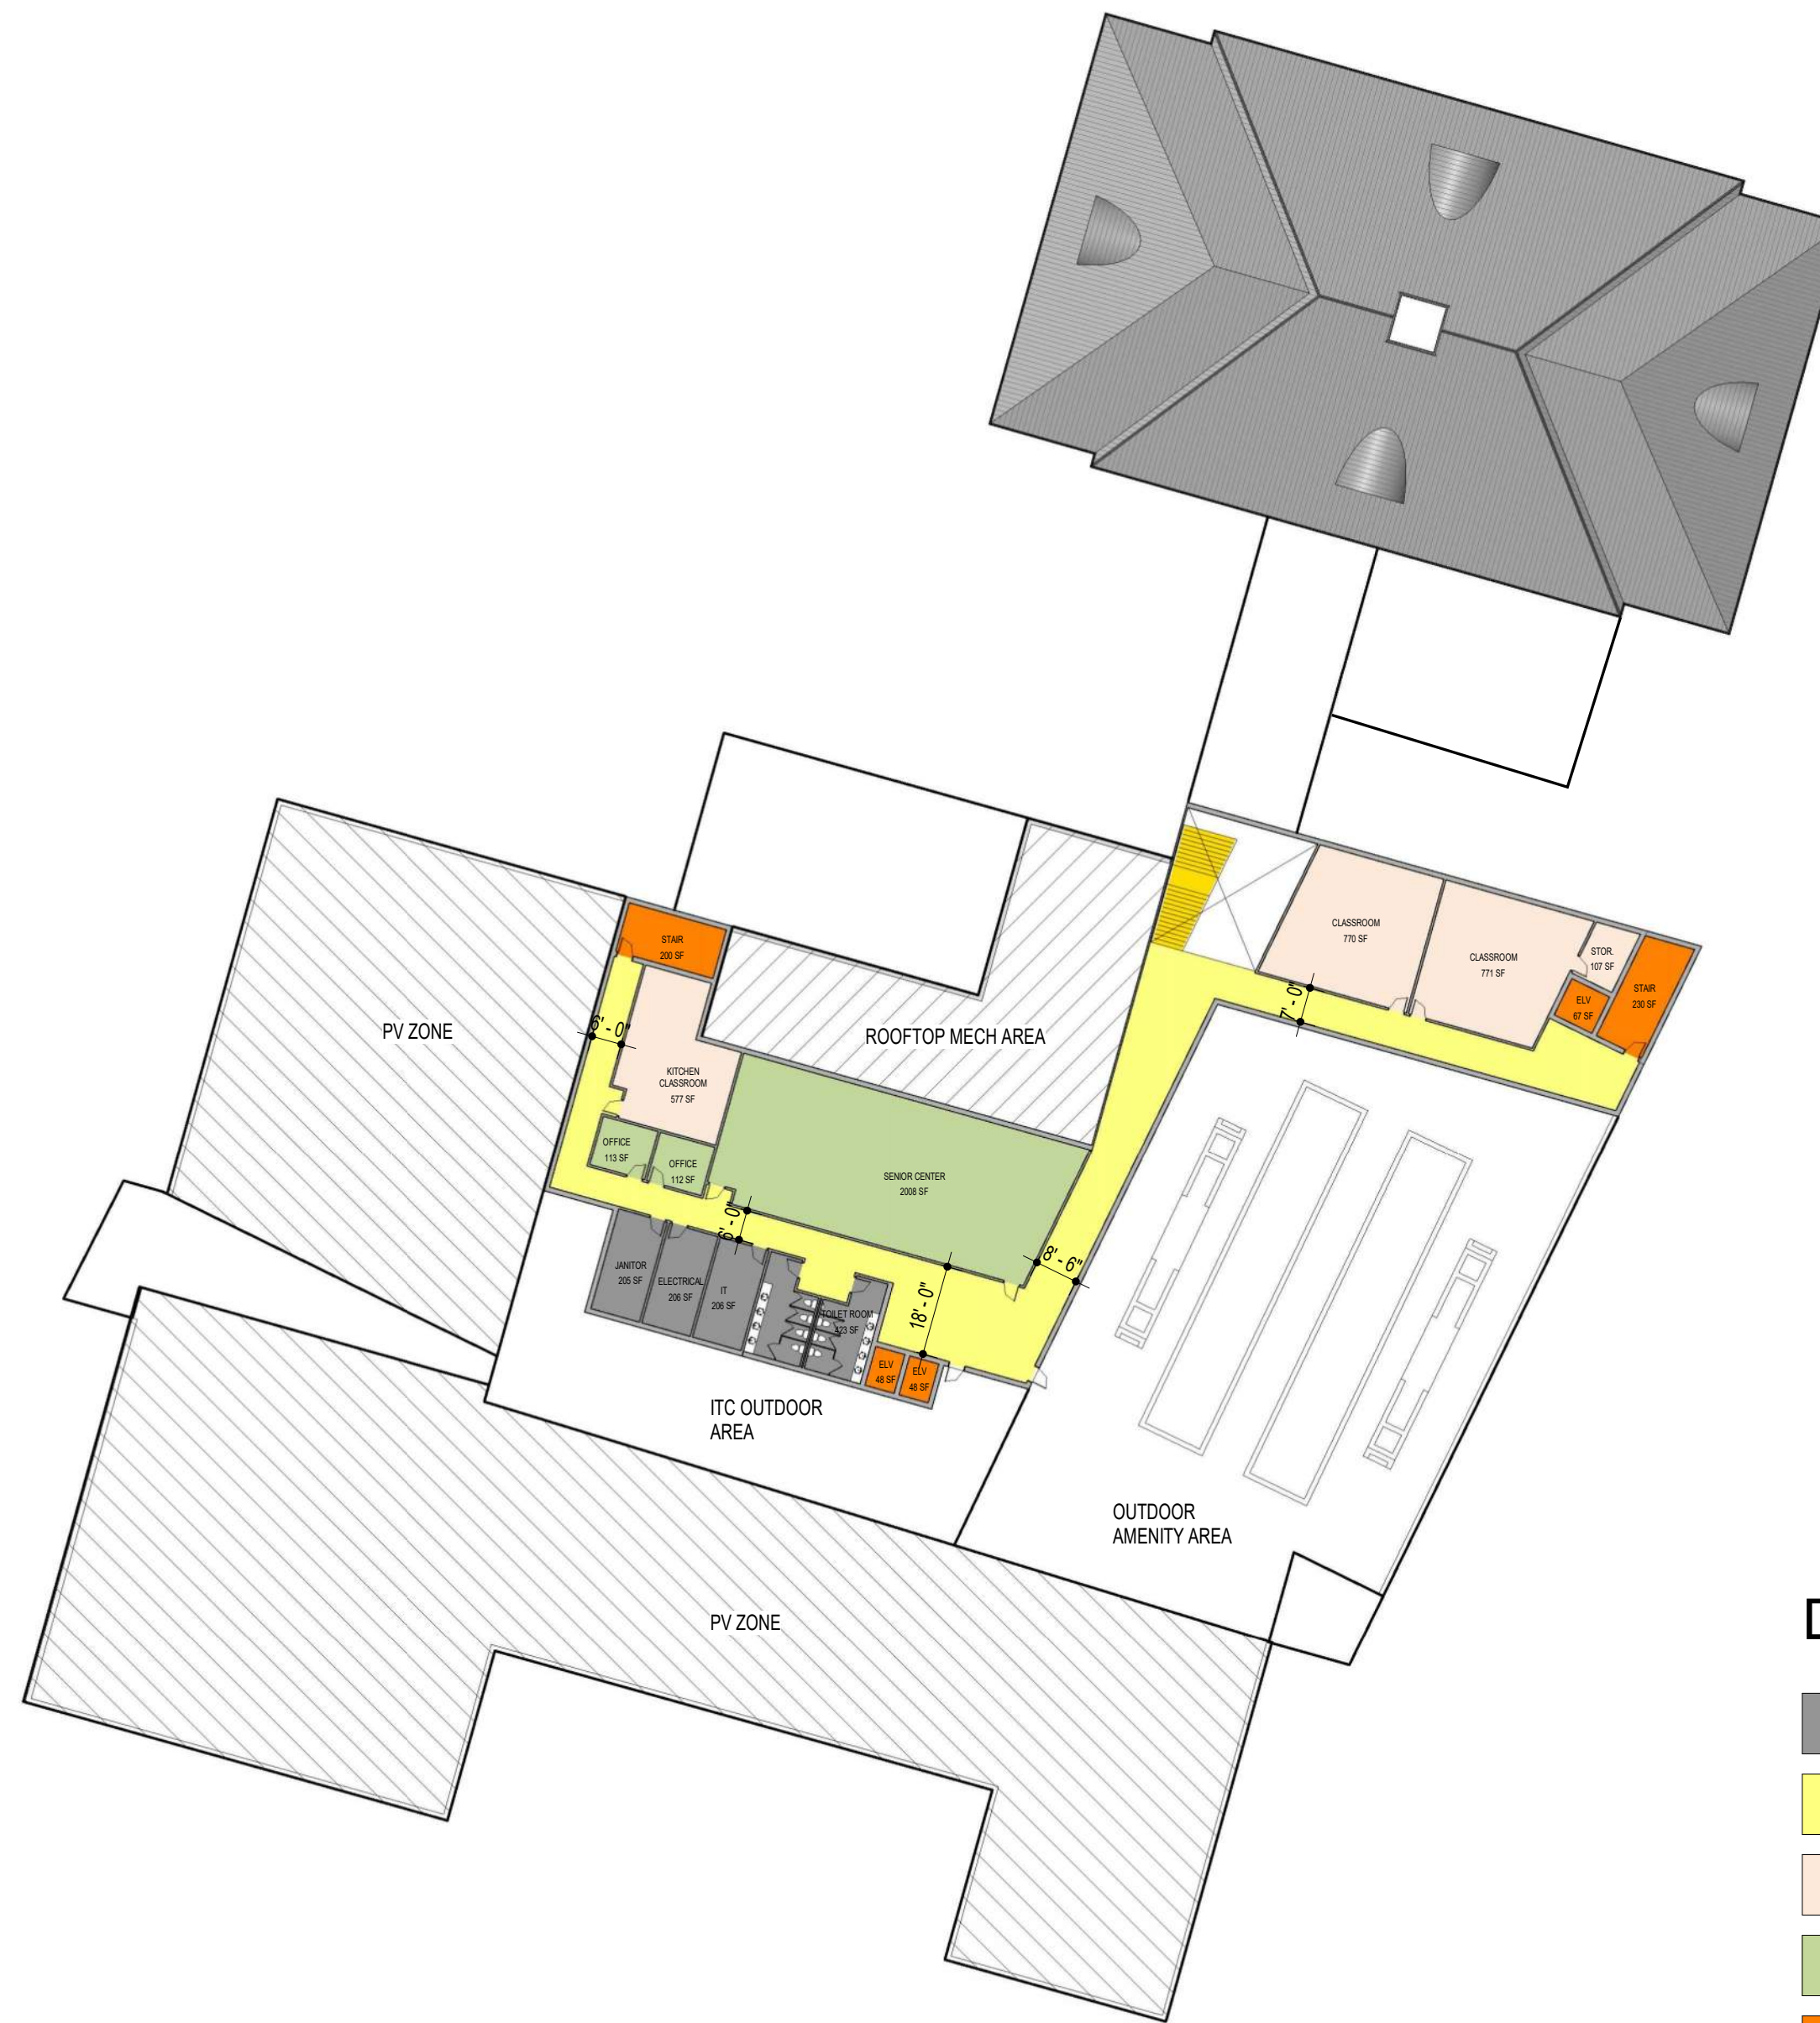 CLASSROOM
770 SF
CLASSROOM
771 SF
STOR.
107 SF
ELV
67 SF
STAIR
230 SF
7' - 0"
STAIR
200 SF
PV ZONE
6' - 0"
ROOFTOP MECH AREA
KITCHEN
CLASSROOM
577 SF
OFFICE
113 SF
OFFICE
112 SF
SENIOR CENTER
2008 SF
6' - 0"
8' - 6"
18' - 0"
JANITOR
205 SF
ELECTRICAL
206 SF
IT
206 SF
TOILET ROOM
423 SF
ELV
48 SF
ELV
48 SF
ITC OUTDOOR
AREA
OUTDOOR
AMENITY AREA
PV ZONE